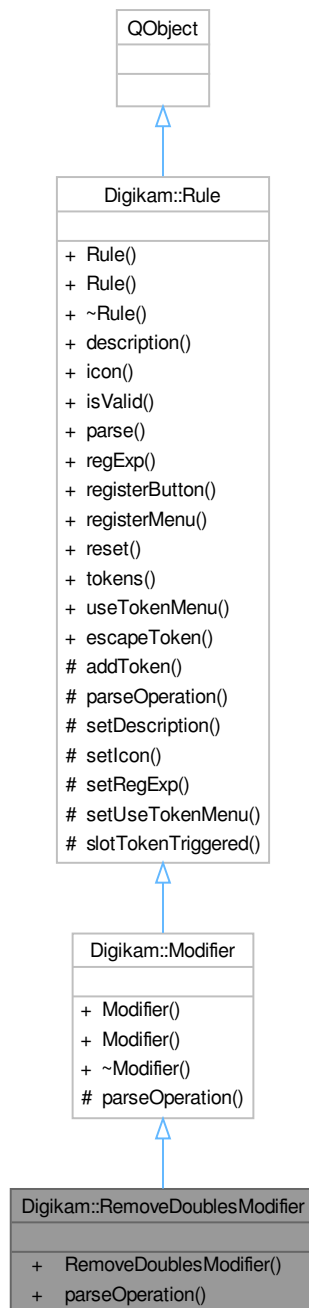 QObject
Digikam::Rule
+ Rule()
+ Rule()
+ ~Rule()
+ description()
+ icon()
+ isValid()
+ parse()
+ regExp()
+ registerButton()
+ registerMenu()
+ reset()
+ tokens()
+ useTokenMenu()
+ escapeToken()
# addToken()
# parseOperation()
# setDescription()
# setIcon()
# setRegExp()
# setUseTokenMenu()
# slotTokenTriggered()
Digikam::Modifier
+ Modifier()
+ Modifier()
+ ~Modifier()
# parseOperation()
Digikam::RemoveDoublesModifier
+ RemoveDoublesModifier()
+ parseOperation()